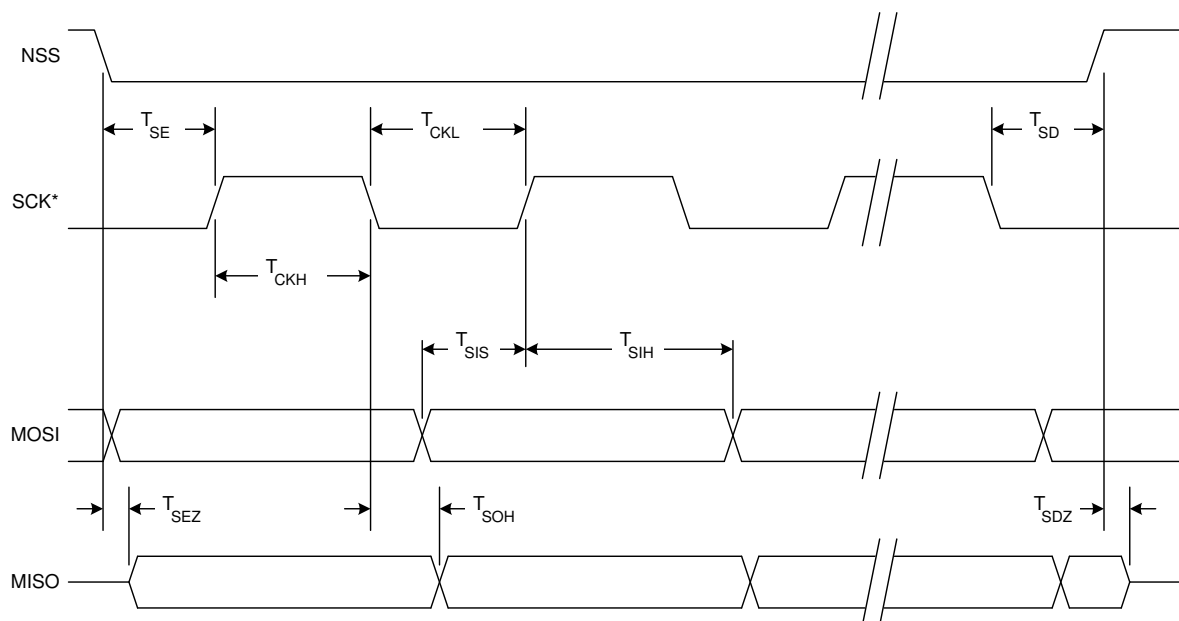 NSS
T_SE
T_CKL
T_SD
SCK*
T_CKH
T_SIS
T_SIH
MOSI
T_SEZ
T_SOH
T_SDZ
MISO